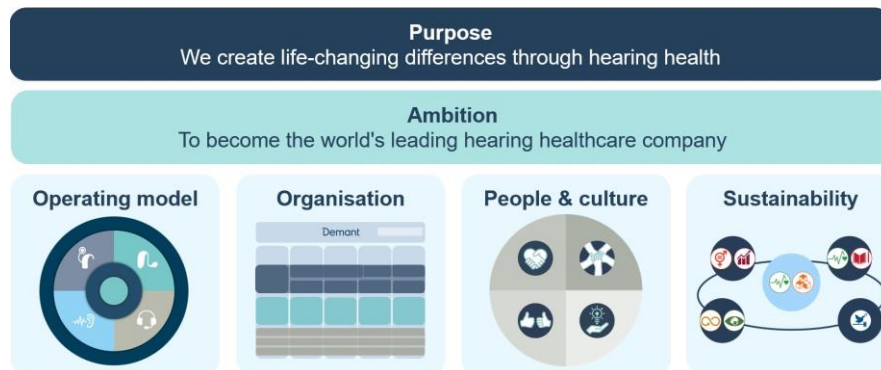 Purpose
We create life-changing differences through hearing health
Ambition
To become the world's leading hearing healthcare company
Operating model
Organisation
People & culture
Sustainability
Demant